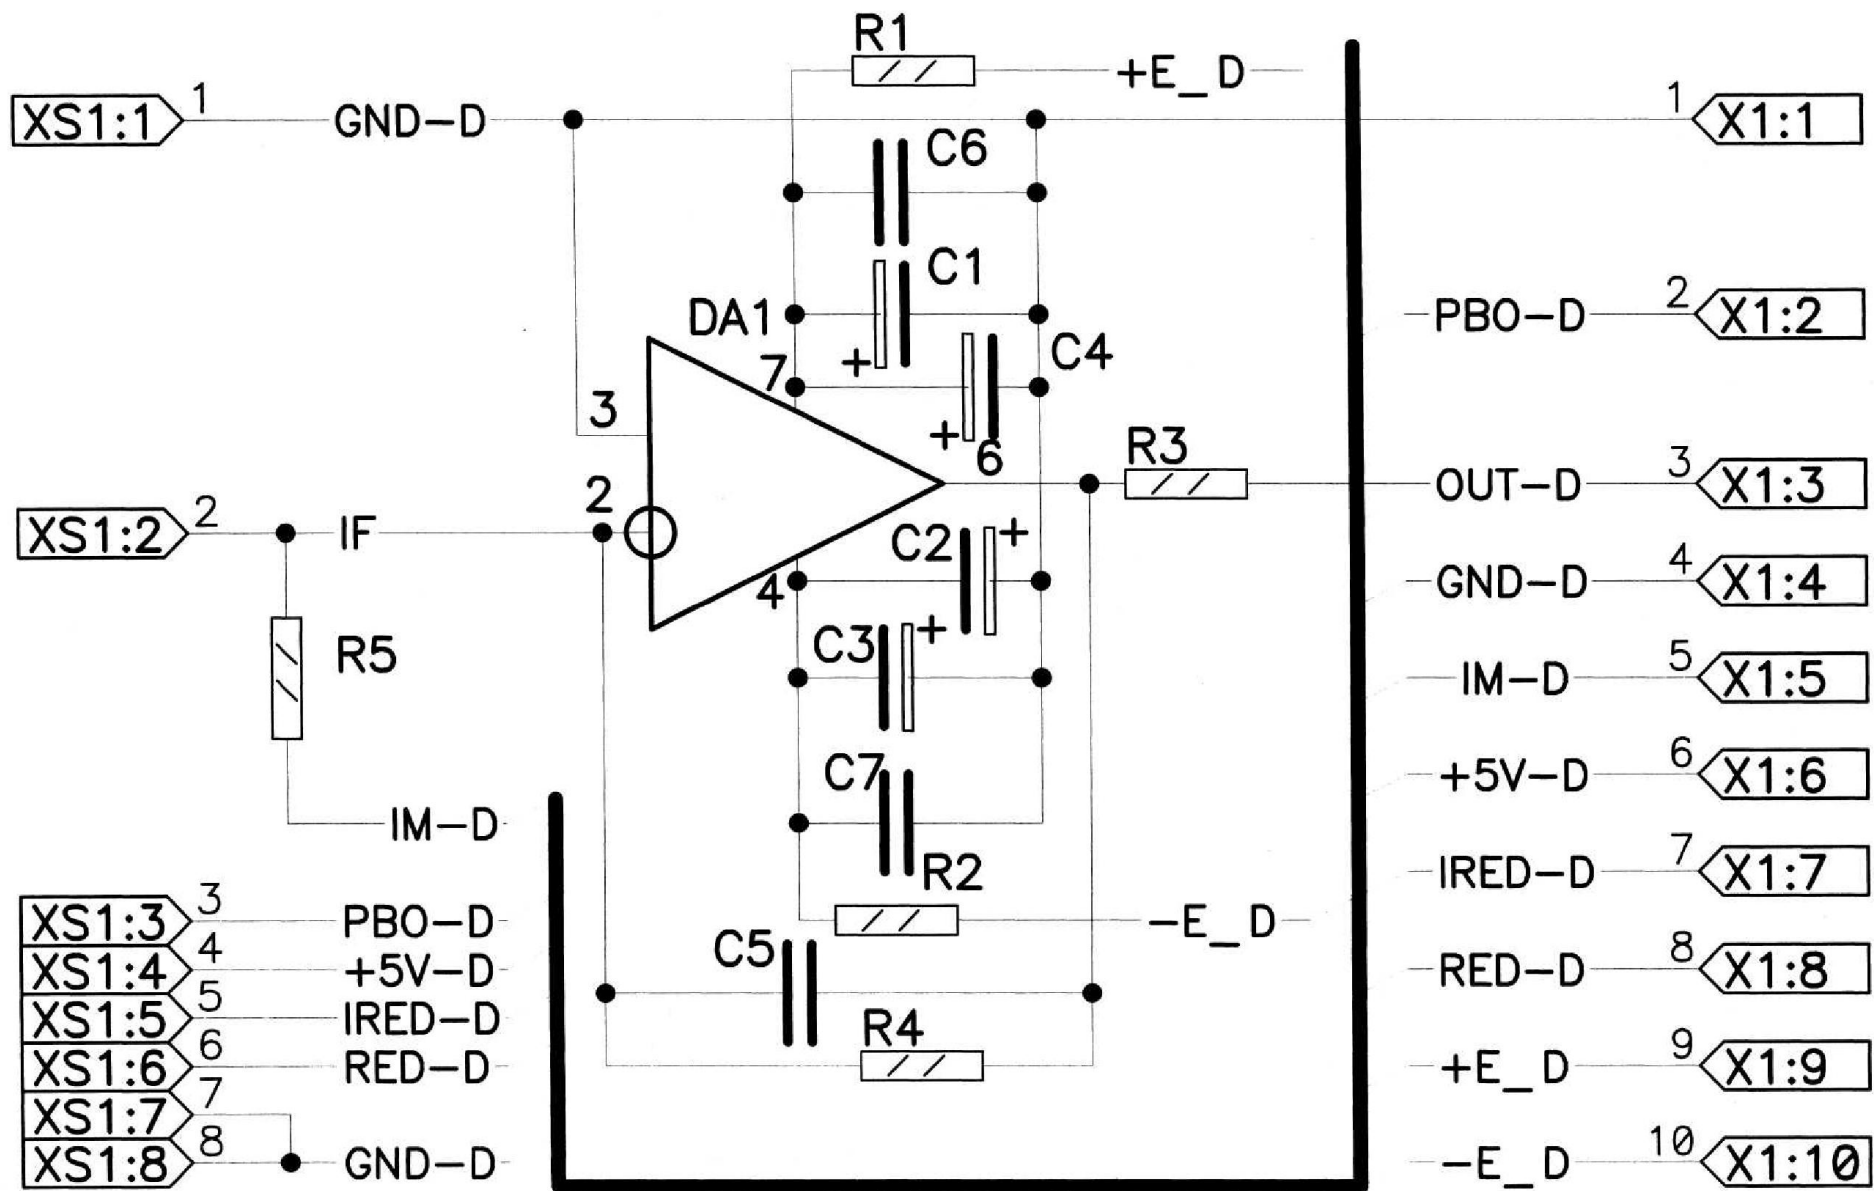 R1
+E_D
XS1:1 1 GND-D 1 X1:1
C6
C1
DA1
PBO-D 2 X1:2
C4
7 +
3
+ 6
R3
XS1:2 2 IF 2 OUT-D 3 X1:3
C2 +
4 GND-D 4 X1:4
C3 +
R5 IM-D 5 X1:5
C7 +5V-D 6 X1:6
IM-D
R2 IRED-D 7 X1:7
XS1:3 3 PBO-D -E_D
C5
XS1:4 4 +5V-D RED-D 8 X1:8
XS1:5 5 IRED-D
R4
XS1:6 6 RED-D +E_D 9 X1:9
XS1:7 7
XS1:8 8 GND-D -E_D 10 X1:10